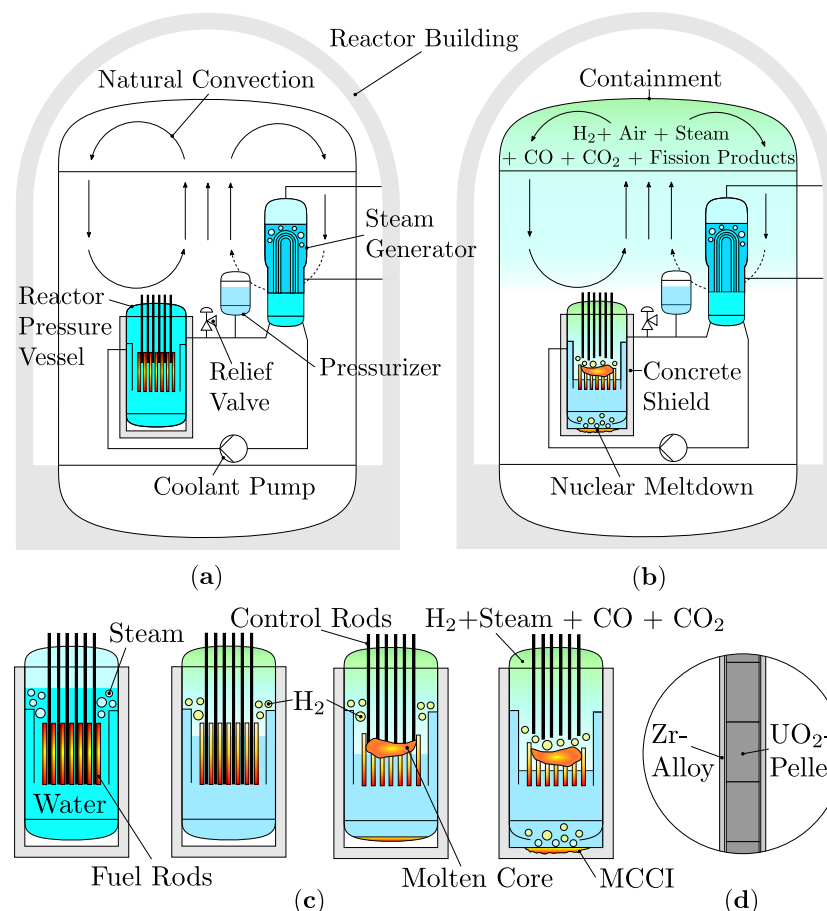 Reactor Building
Natural Convection
Steam
Generator
Reactor
Pressure
Vessel
Relief
Valve
Pressurizer
Coolant Pump
(a)
Containment
H₂+ Air + Steam
+ CO + CO₂ + Fission Products
Concrete
Shield
Nuclear Meltdown
(b)
Steam
Control Rods
H₂+Steam + CO + CO₂
H₂
Water
Fuel Rods
Molten Core
MCCI
(c)
Zr-
Alloy
UO₂-
Pelle
(d)